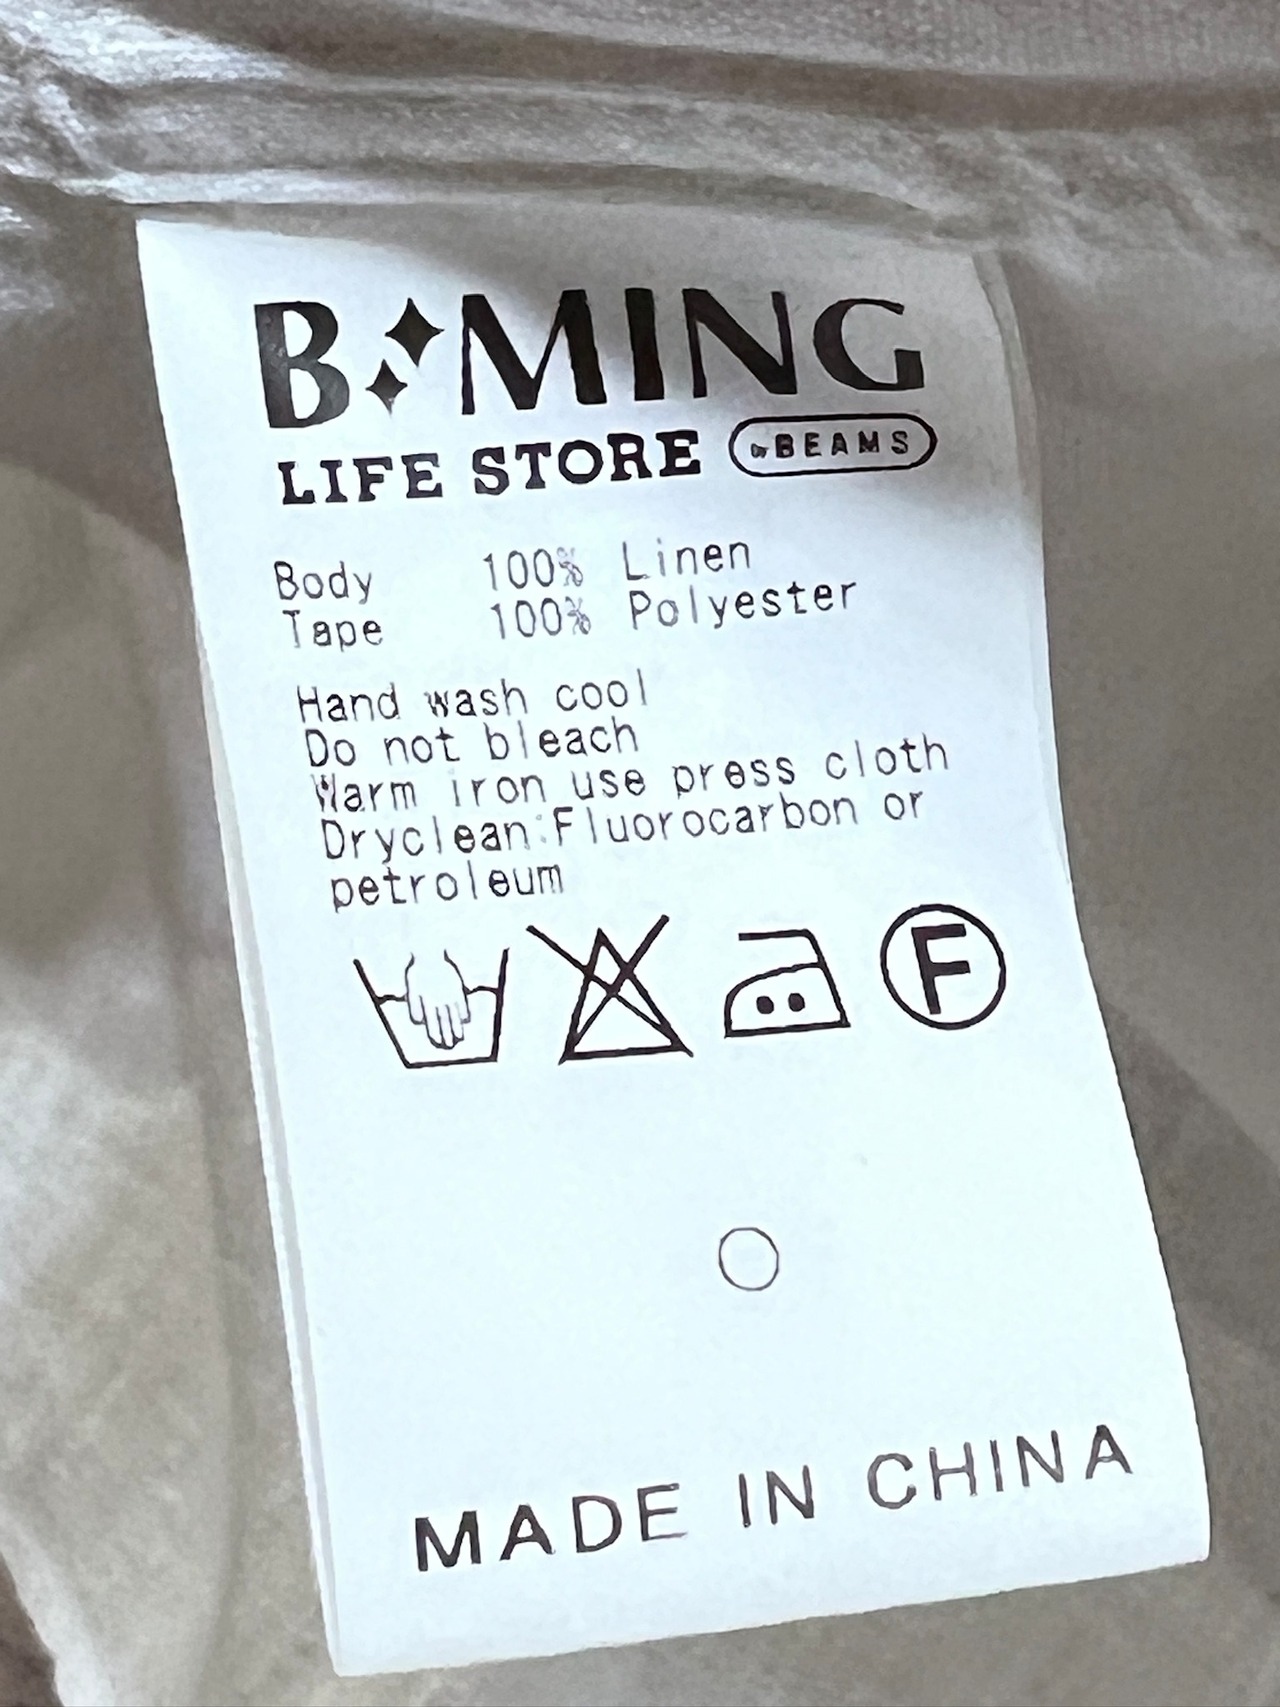 B MING
LIFE STORE by BEAMS
Body 100% Linen
Tape 100% Polyester
Hand wash cool
Do not bleach
Warm iron use press cloth
Dryclean:Fluorocarbon or
petroleum
F
MADE IN CHINA